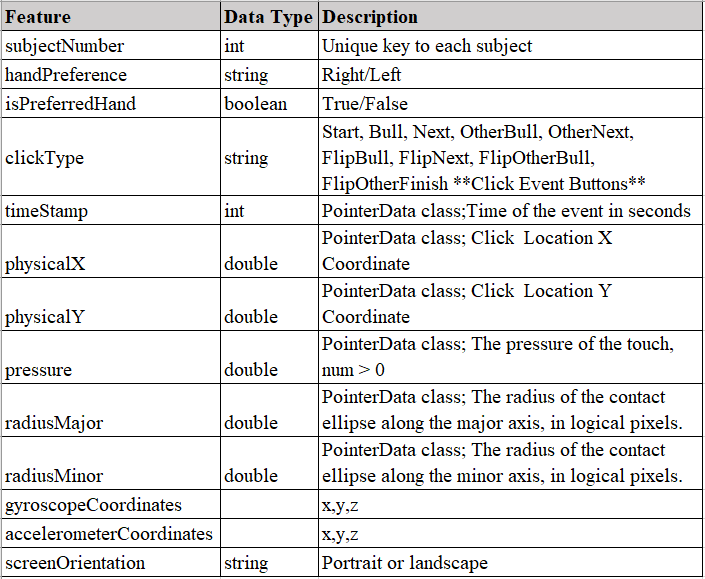 Feature Data Type Description
subjectNumber int Unique key to each subject
handPreference string Right/Left
isPreferredHand boolean True/False
clickType string Start, Bull, Next, OtherBull, OtherNext,
FlipBull, FlipNext, FlipOtherBull,
FlipOtherFinish **Click Event Buttons**
timeStamp int PointerData class;Time of the event in seconds
physicalX double PointerData class; Click  Location X
Coordinate
physicalY double PointerData class; Click  Location Y
Coordinate
pressure double PointerData class; The pressure of the touch,
num > 0
radiusMajor double PointerData class; The radius of the contact
ellipse along the major axis, in logical pixels.
radiusMinor double PointerData class; The radius of the contact
ellipse along the minor axis, in logical pixels.
gyroscopeCoordinates x,y,z
accelerometerCoordinates x,y,z
screenOrientation string Portrait or landscape